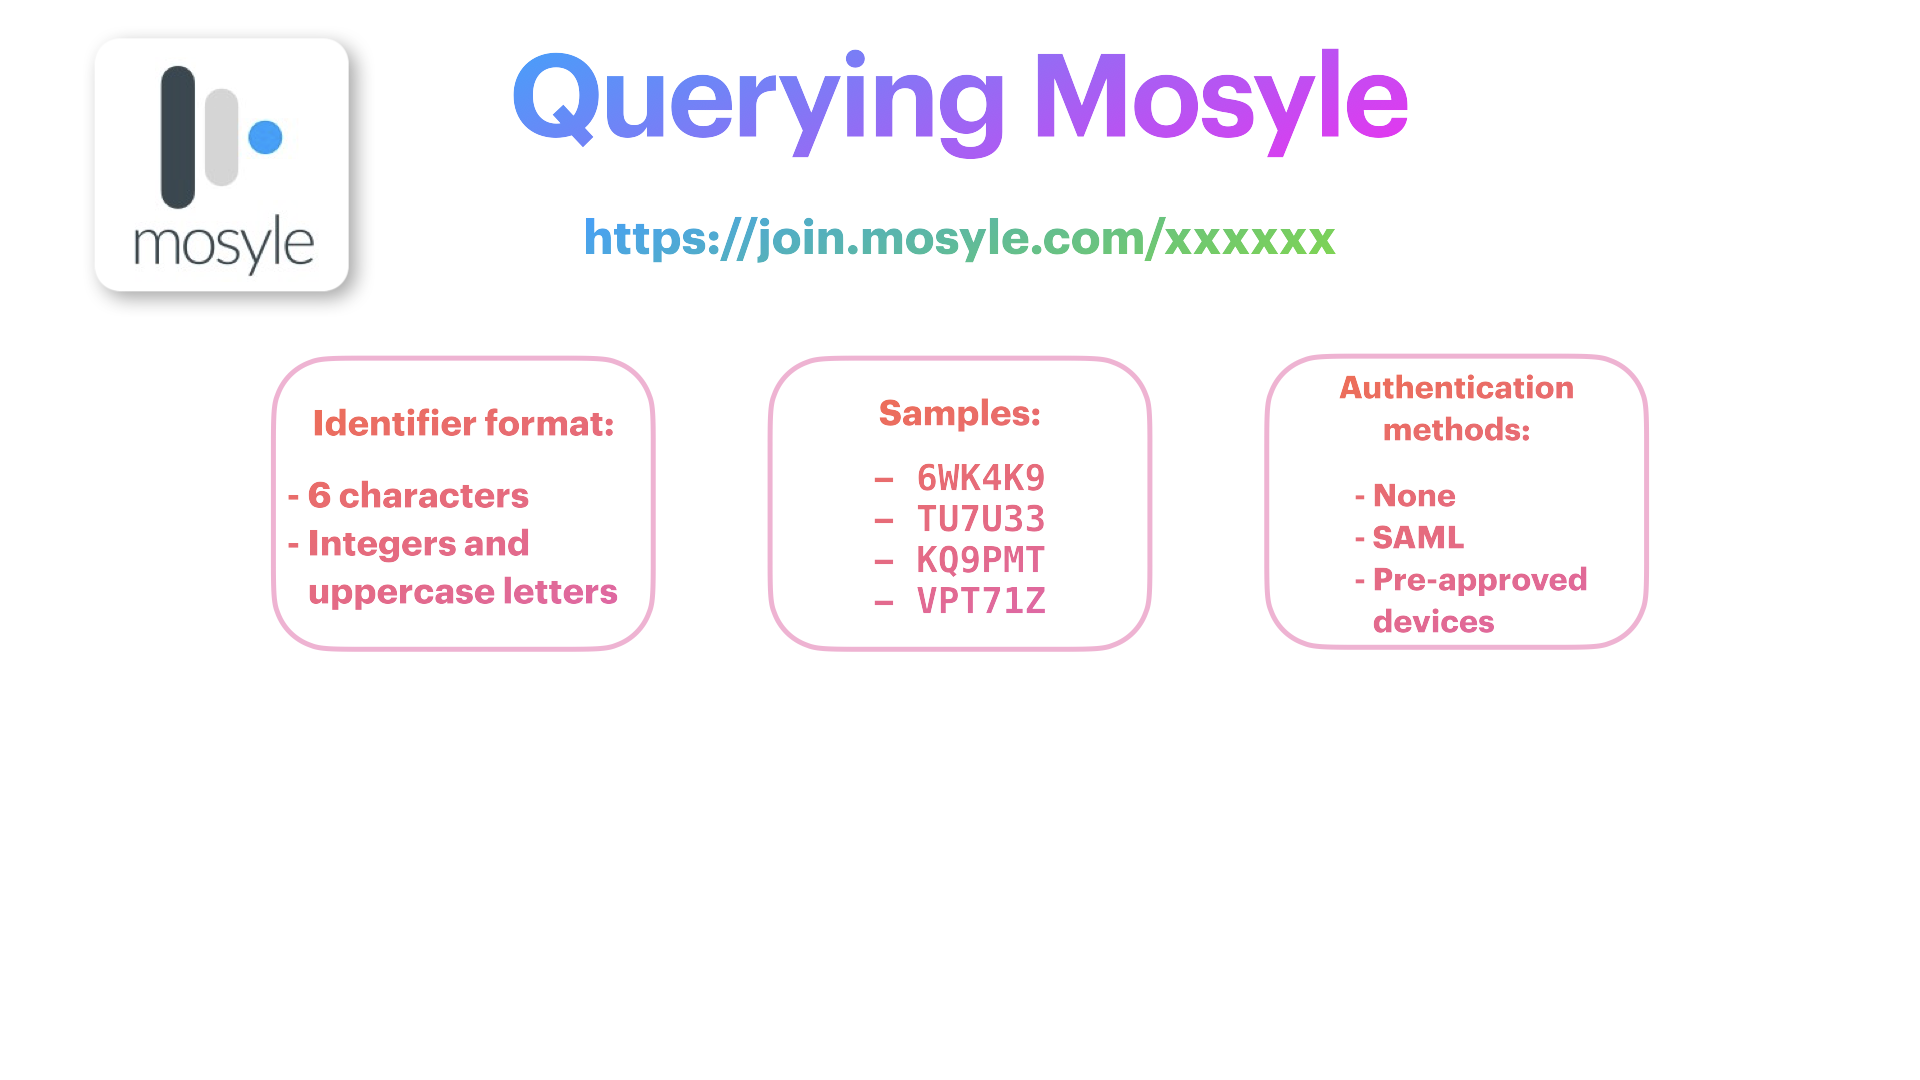 mosyle
Querying Mosyle
https://join.mosyle.com/xxxxxx
Identifier format:
- 6 characters
- Integers and
uppercase letters
Samples:
– 6WK4K9
– TU7U33
– KQ9PMT
– VPT71Z
Authentication
methods:
- None
- SAML
- Pre-approved
devices